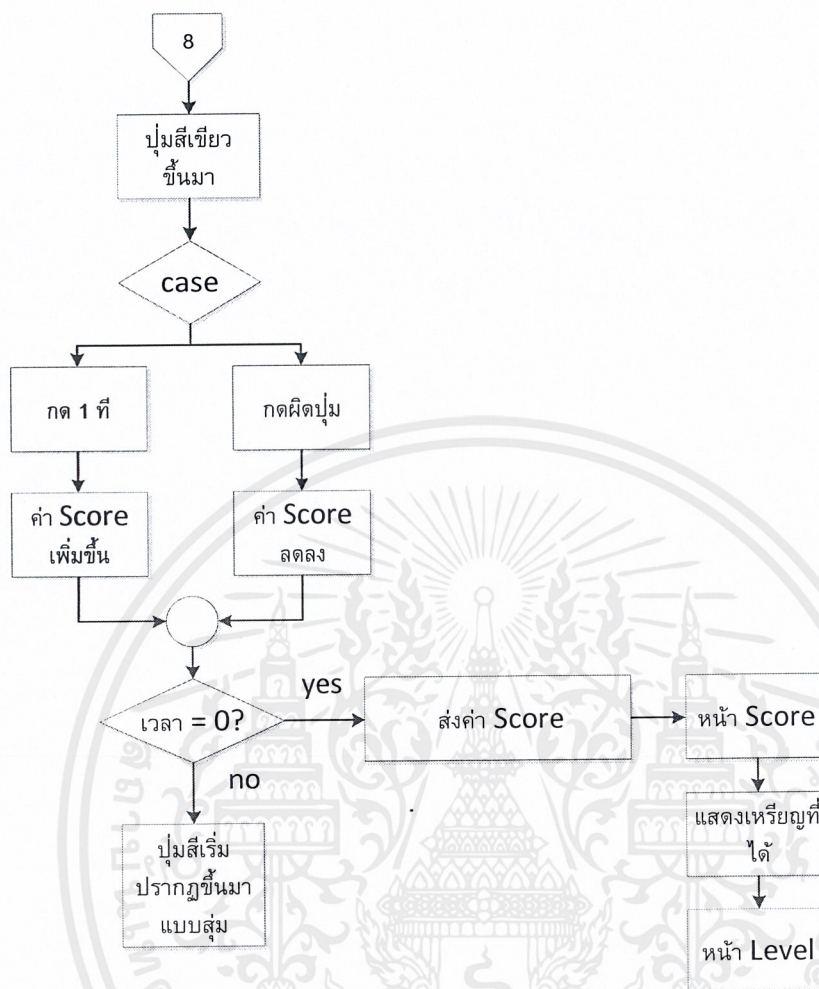 8
ปุ่มสีเขียว
ขึ้นมา
case
กด 1 ที่
กดผิดปุ่ม
ค่า Score
เพิ่มขึ้น
ค่า Score
ลดลง
เวลา = 0?
yes
ส่งค่า Score
หน้า Score
no
แสดงเหรียญที่
ได้
ปุ่มสีเริ่ม
ปรากฏขึ้นมา
แบบสุ่ม
หน้า Level